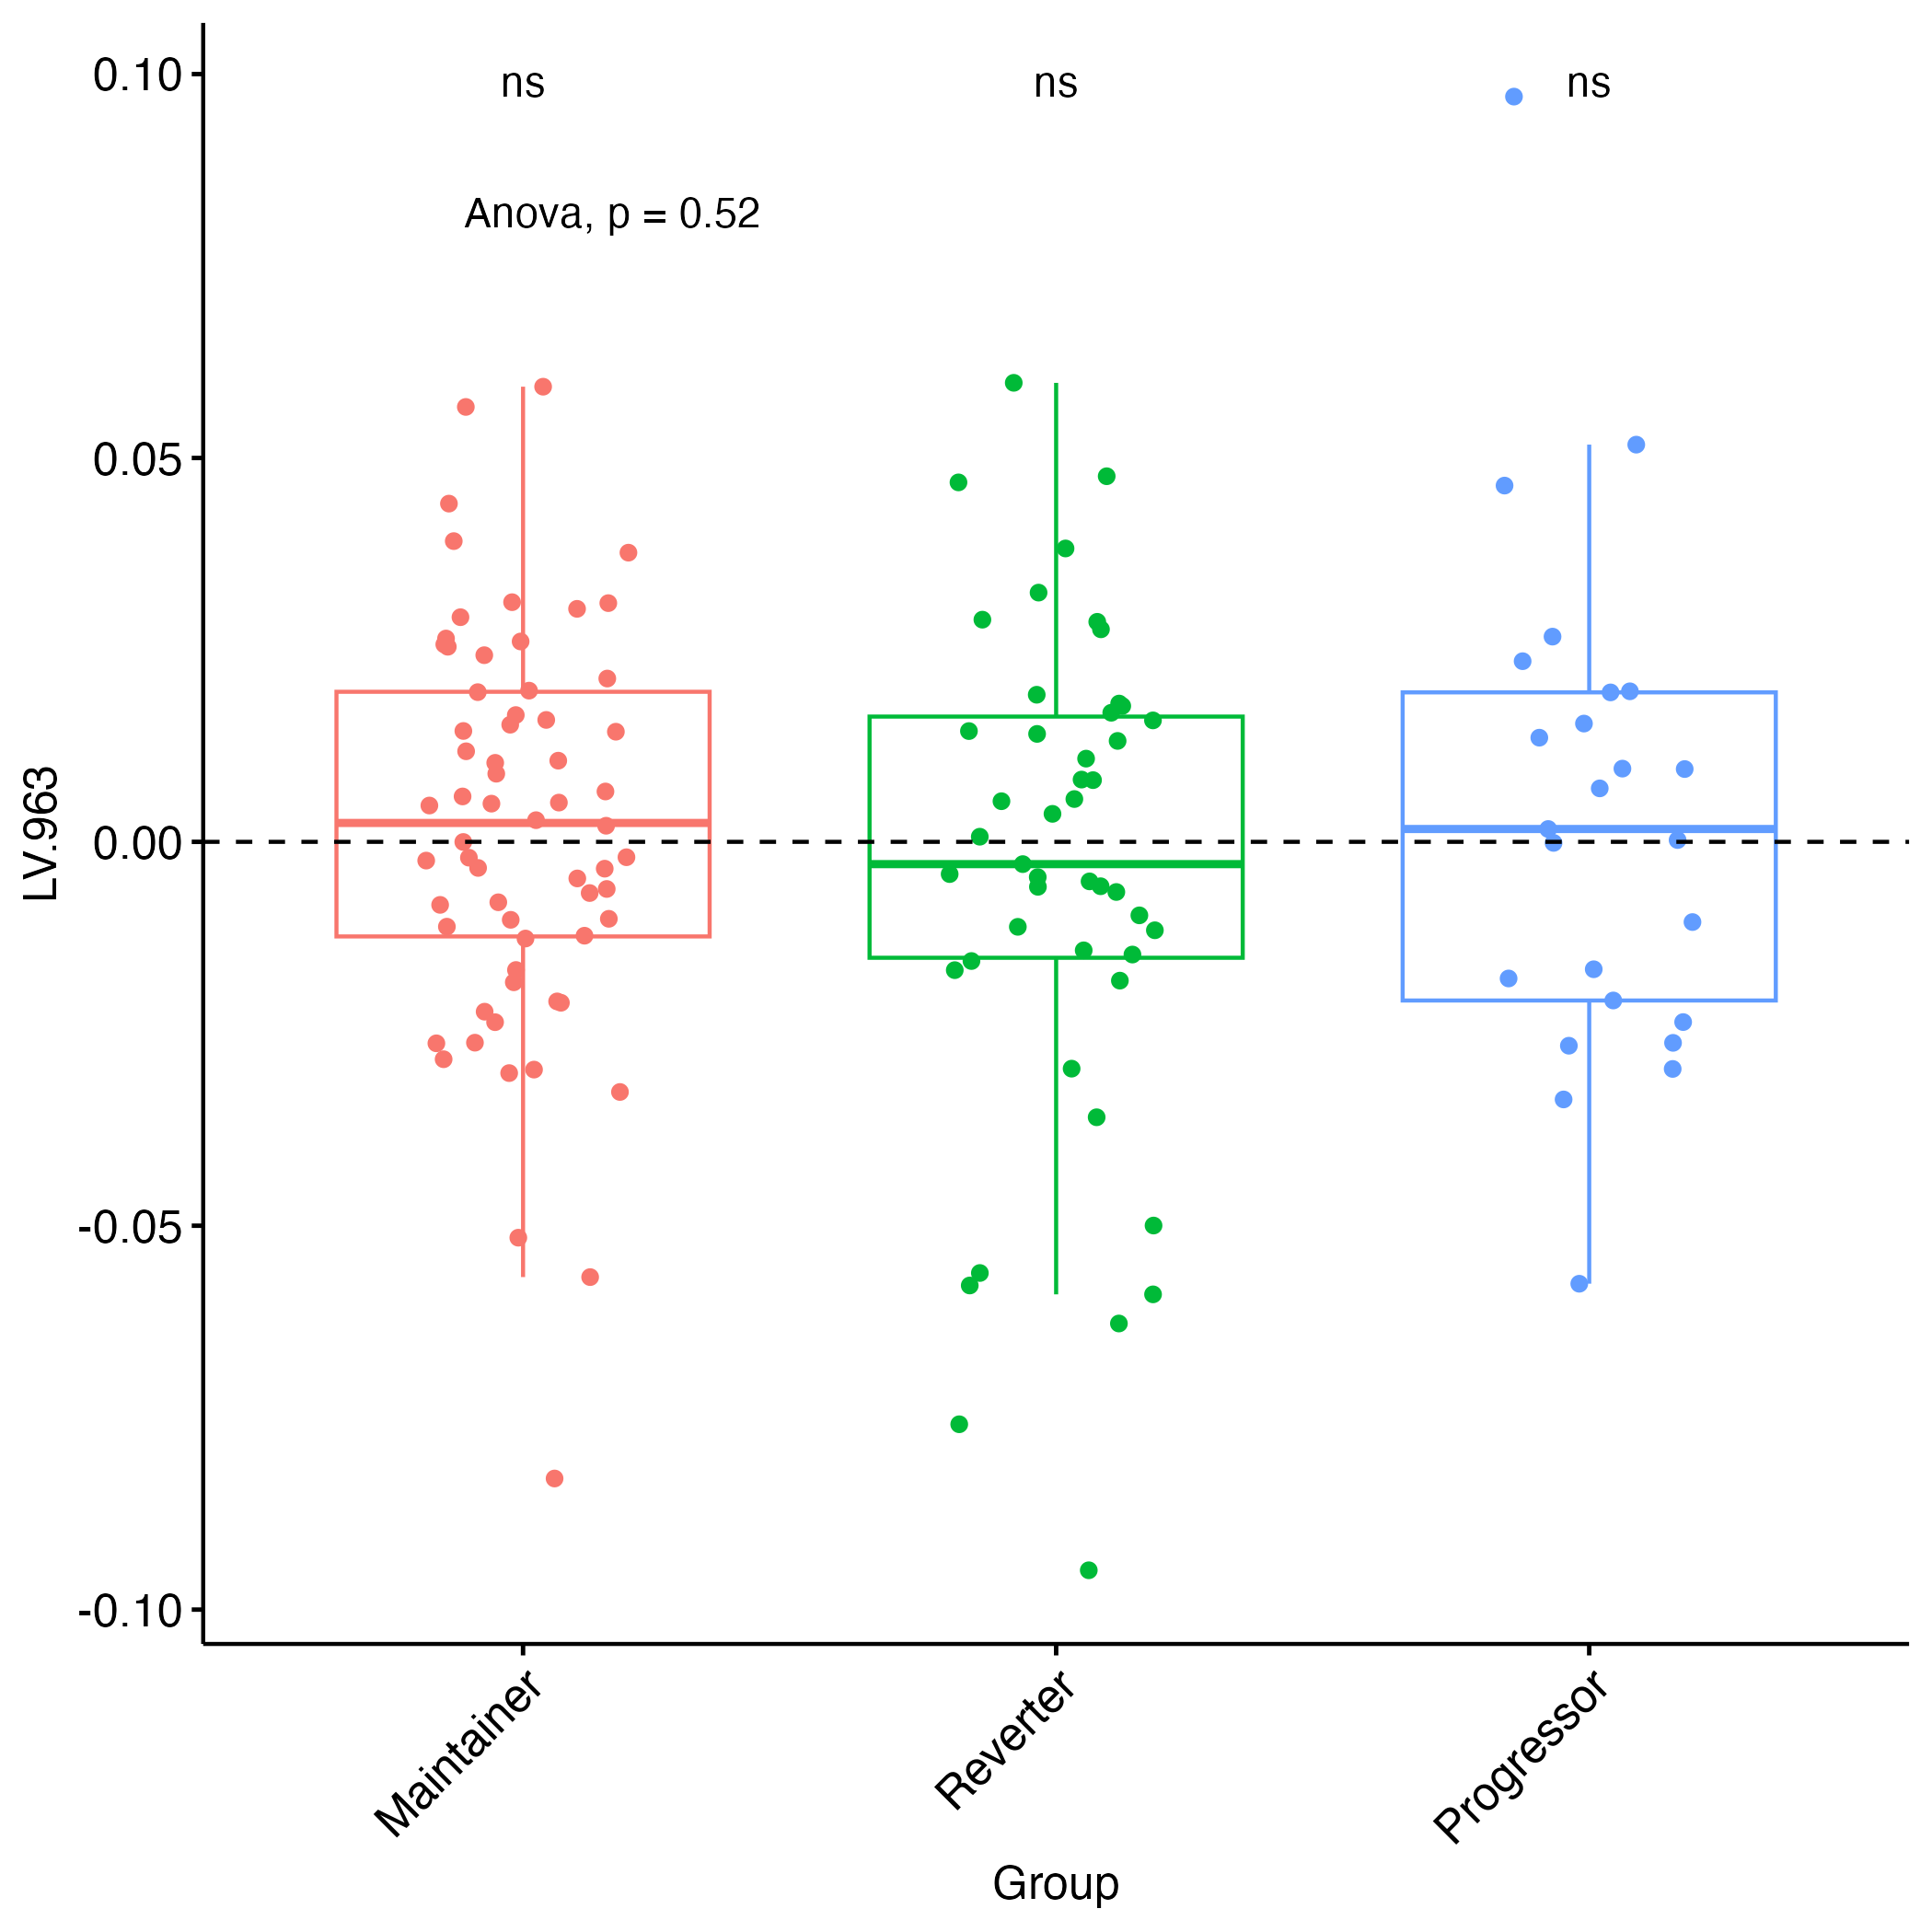 ns ns ns
Anova, p = 0.52
LV.963
0.10
0.05
0.00
-0.05
-0.10
Maintainer
Reverter
Progressor
Group